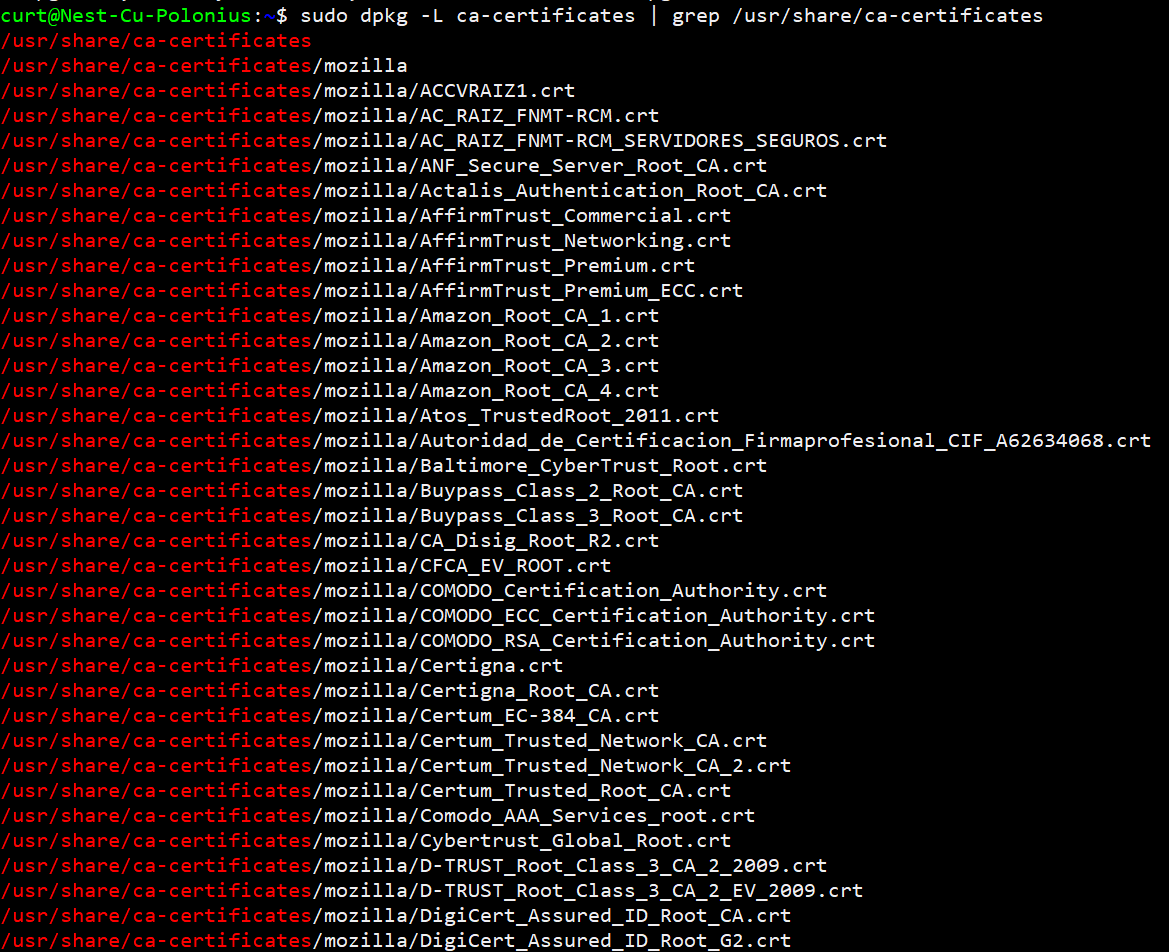 curt@Nest-Cu-Polonius:~$ sudo dpkg -L ca-certificates | grep /usr/share/ca-certificates
/usr/share/ca-certificates
/usr/share/ca-certificates/mozilla
/usr/share/ca-certificates/mozilla/ACCVRAIZ1.crt
/usr/share/ca-certificates/mozilla/AC_RAIZ_FNMT-RCM.crt
/usr/share/ca-certificates/mozilla/AC_RAIZ_FNMT-RCM_SERVIDORES_SEGUROS.crt
/usr/share/ca-certificates/mozilla/ANF_Secure_Server_Root_CA.crt
/usr/share/ca-certificates/mozilla/Actalis_Authentication_Root_CA.crt
/usr/share/ca-certificates/mozilla/AffirmTrust_Commercial.crt
/usr/share/ca-certificates/mozilla/AffirmTrust_Networking.crt
/usr/share/ca-certificates/mozilla/AffirmTrust_Premium.crt
/usr/share/ca-certificates/mozilla/AffirmTrust_Premium_ECC.crt
/usr/share/ca-certificates/mozilla/Amazon_Root_CA_1.crt
/usr/share/ca-certificates/mozilla/Amazon_Root_CA_2.crt
/usr/share/ca-certificates/mozilla/Amazon_Root_CA_3.crt
/usr/share/ca-certificates/mozilla/Amazon_Root_CA_4.crt
/usr/share/ca-certificates/mozilla/Atos_TrustedRoot_2011.crt
/usr/share/ca-certificates/mozilla/Autoridad_de_Certificacion_Firmaprofesional_CIF_A62634068.crt
/usr/share/ca-certificates/mozilla/Baltimore_CyberTrust_Root.crt
/usr/share/ca-certificates/mozilla/Buypass_Class_2_Root_CA.crt
/usr/share/ca-certificates/mozilla/Buypass_Class_3_Root_CA.crt
/usr/share/ca-certificates/mozilla/CA_Disig_Root_R2.crt
/usr/share/ca-certificates/mozilla/CFCA_EV_ROOT.crt
/usr/share/ca-certificates/mozilla/COMODO_Certification_Authority.crt
/usr/share/ca-certificates/mozilla/COMODO_ECC_Certification_Authority.crt
/usr/share/ca-certificates/mozilla/COMODO_RSA_Certification_Authority.crt
/usr/share/ca-certificates/mozilla/Certigna.crt
/usr/share/ca-certificates/mozilla/Certigna_Root_CA.crt
/usr/share/ca-certificates/mozilla/Certum_EC-384_CA.crt
/usr/share/ca-certificates/mozilla/Certum_Trusted_Network_CA.crt
/usr/share/ca-certificates/mozilla/Certum_Trusted_Network_CA_2.crt
/usr/share/ca-certificates/mozilla/Certum_Trusted_Root_CA.crt
/usr/share/ca-certificates/mozilla/Comodo_AAA_Services_root.crt
/usr/share/ca-certificates/mozilla/Cybertrust_Global_Root.crt
/usr/share/ca-certificates/mozilla/D-TRUST_Root_Class_3_CA_2_2009.crt
/usr/share/ca-certificates/mozilla/D-TRUST_Root_Class_3_CA_2_EV_2009.crt
/usr/share/ca-certificates/mozilla/DigiCert_Assured_ID_Root_CA.crt
/usr/share/ca-certificates/mozilla/DigiCert_Assured_ID_Root_G2.crt